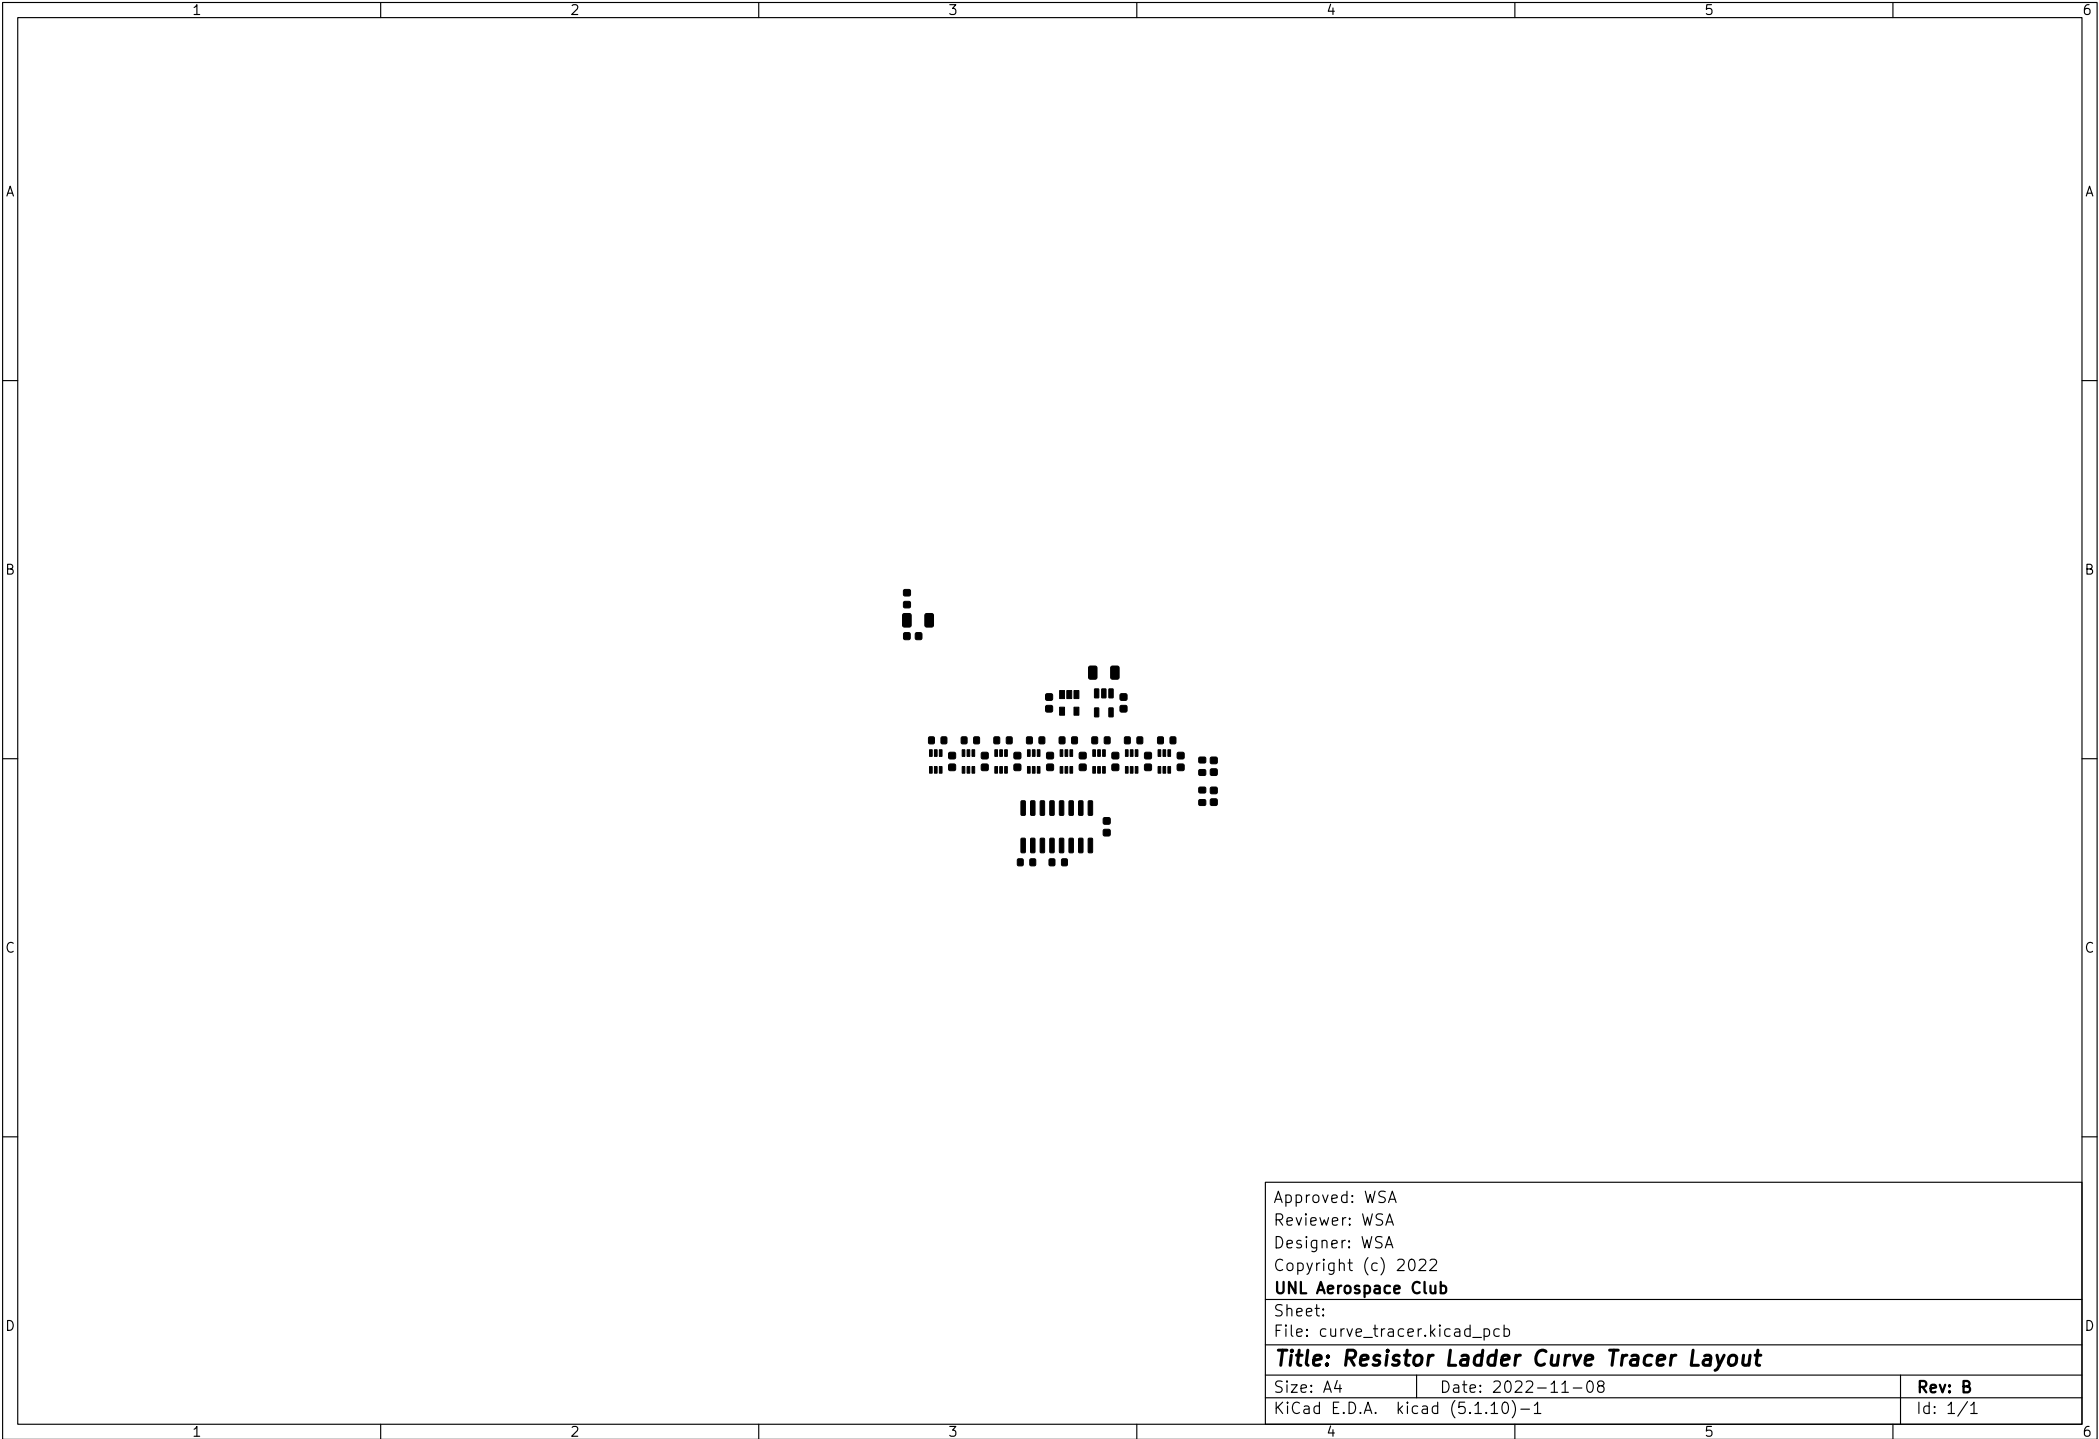 1 2 3 4 5 6
A A
B B
C C
Approved: WSA
Reviewer: WSA
Designer: WSA
Copyright (c) 2022
UNL Aerospace Club
Sheet:
D D
File: curve_tracer.kicad_pcb
Title: Resistor Ladder Curve Tracer Layout
Size: A4 Date: 2022-11-08 Rev: B
KiCad E.D.A. kicad (5.1.10)-1 Id: 1/1
1 2 3 4 5 6